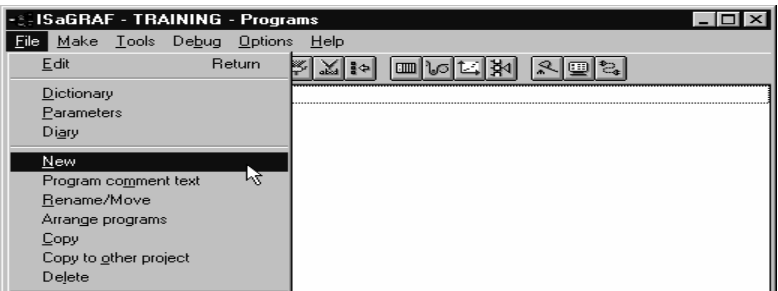 ISaGRAF - TRAINING - Programs
File Make Tools Debug Options Help
Edit Return
Dictionary
Parameters
Diary
New
Program comment text
Rename/Move
Arrange programs
Copy
Copy to other project
Delete